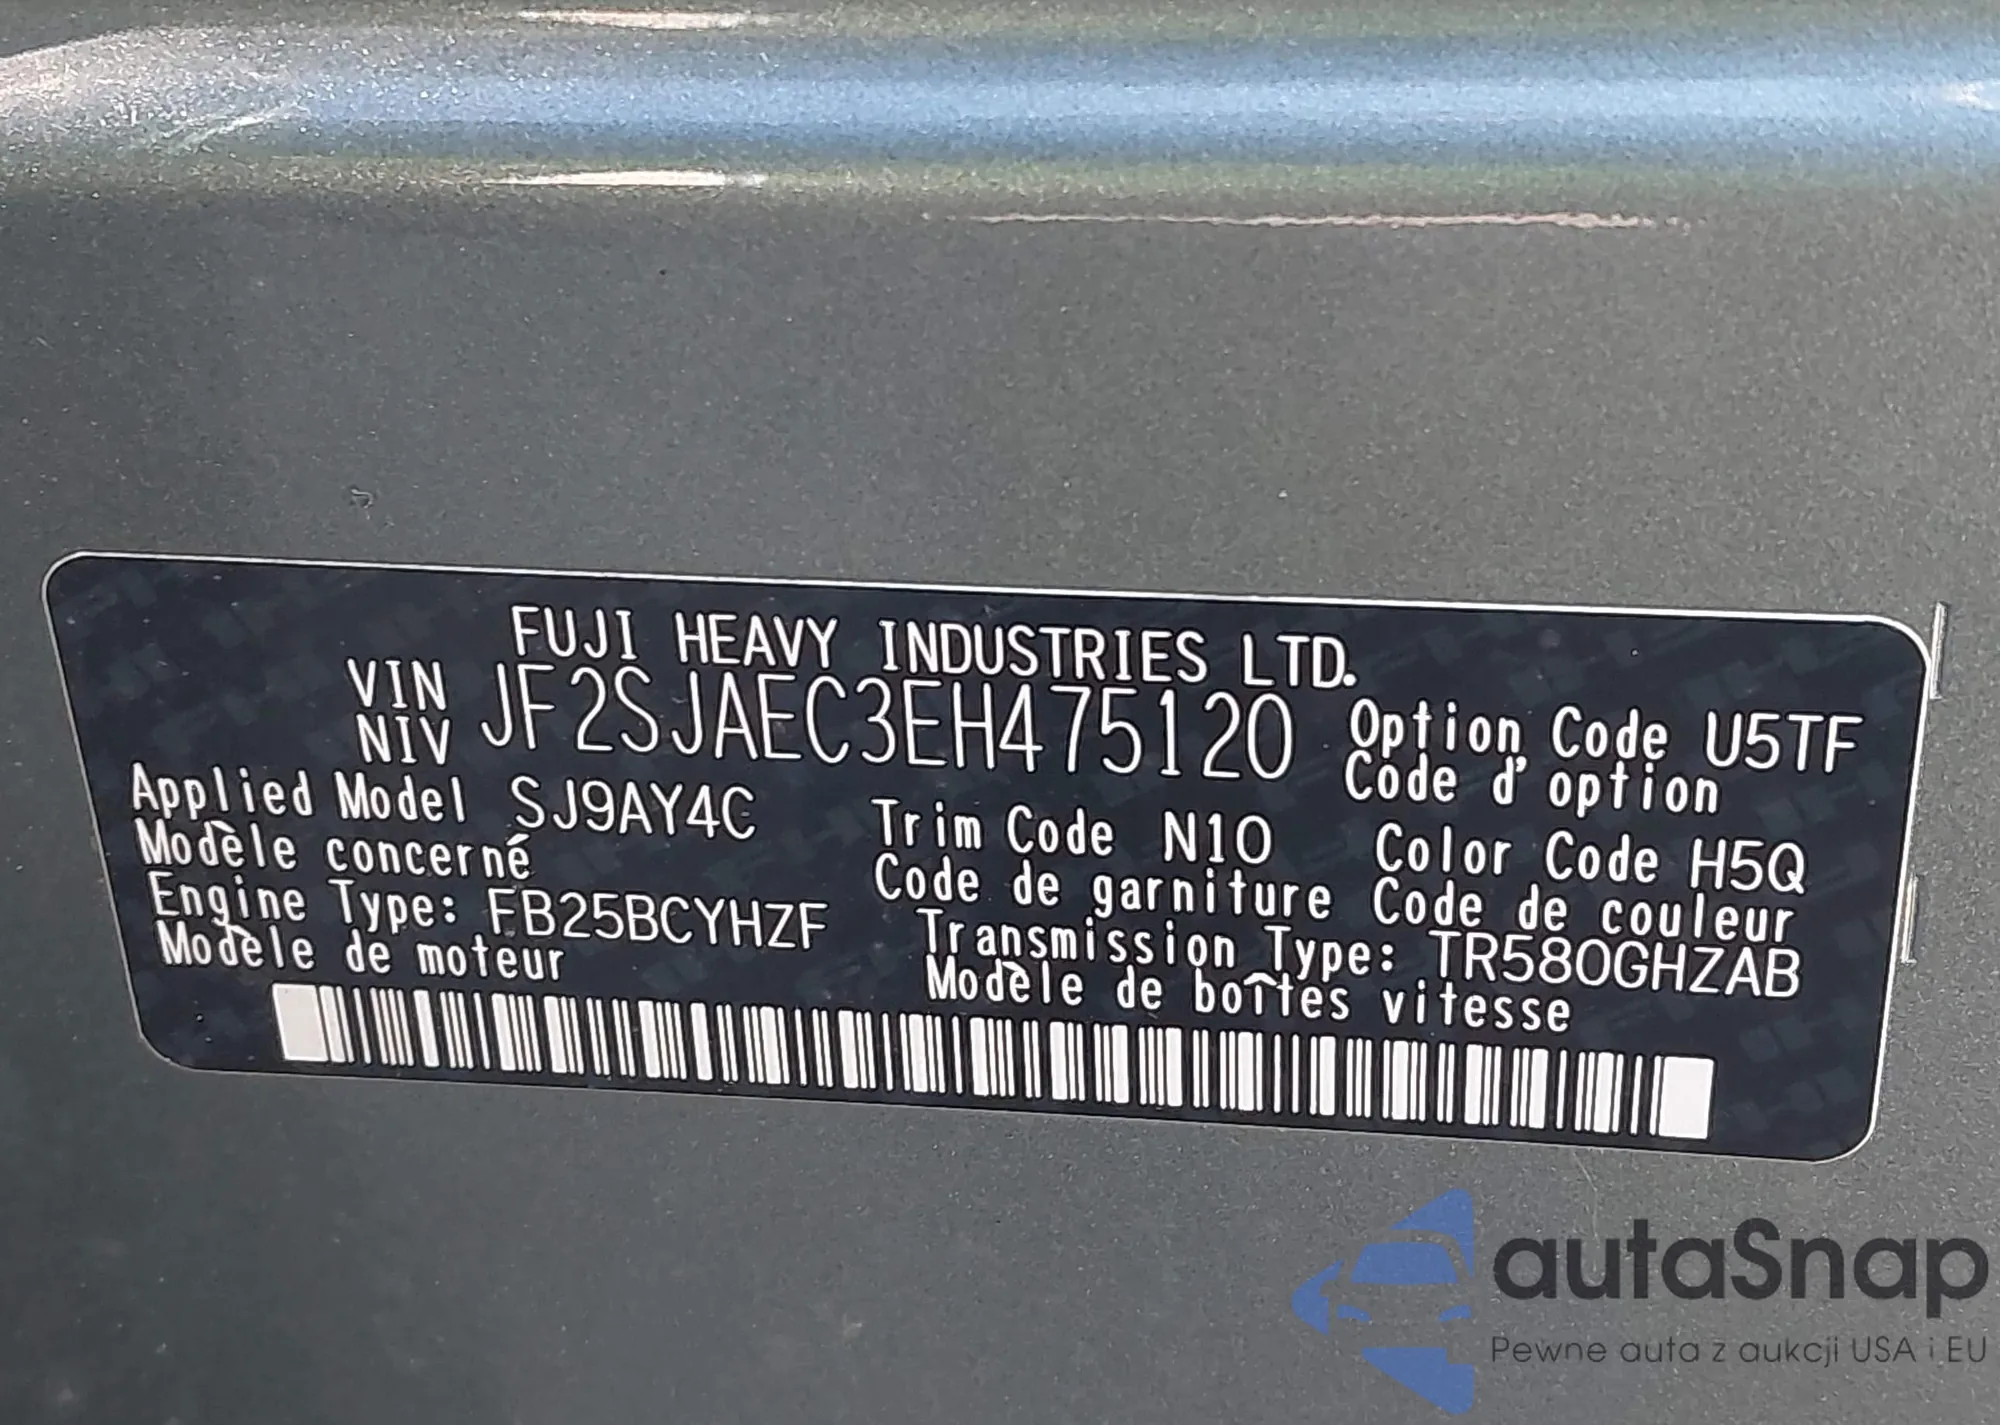 FUJI HEAVY INDUSTRIES LTD.
VIN
NIV
JF2SJAEC3EH475120
Option Code U5TF
Code d'option
Applied Model SJ9AY4C
Modèle concerné
Trim Code N10
Code de garniture
Color Code H5Q
Code de couleur
Engine Type: FB25BCYHZF
Modèle de moteur
Transmission Type: TR580GHZAB
Modèle de boîtes vitesse
autaSnap
Pewne auta z aukcji USA i EU